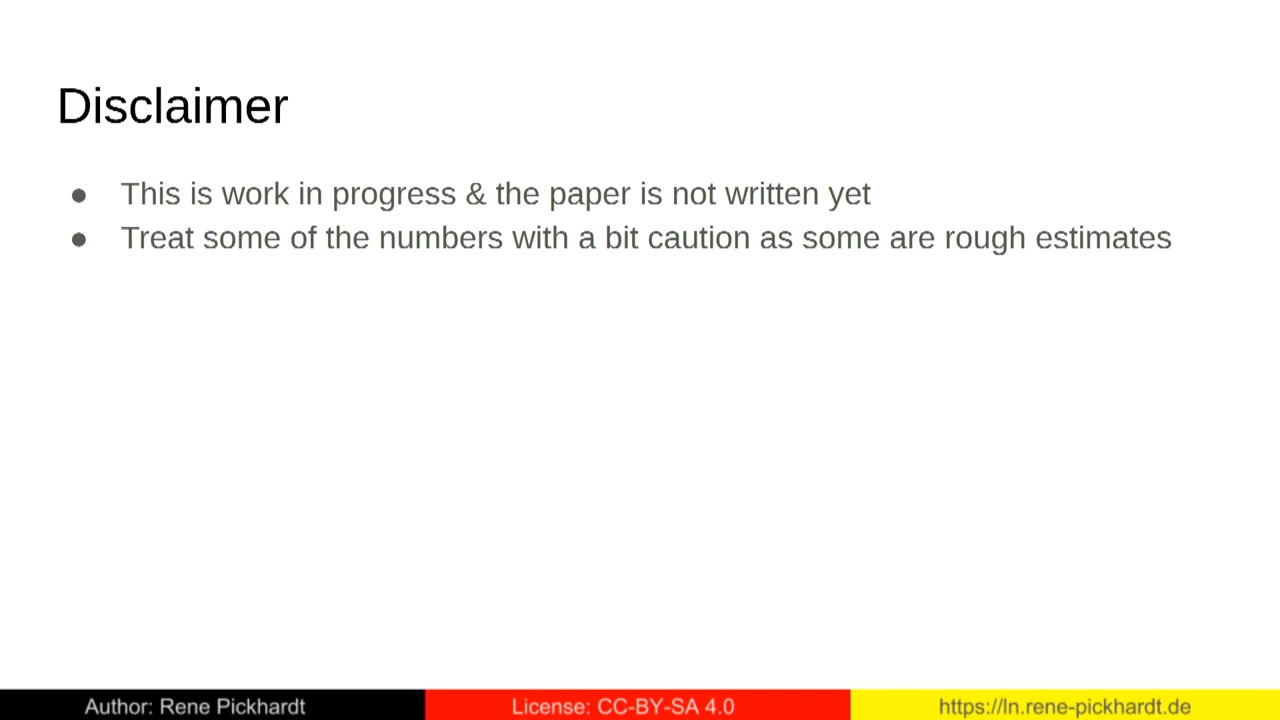 Disclaimer
● This is work in progress & the paper is not written yet
● Treat some of the numbers with a bit caution as some are rough estimates
Author: Rene Pickhardt
License: CC-BY-SA 4.0
https://ln.rene-pickhardt.de